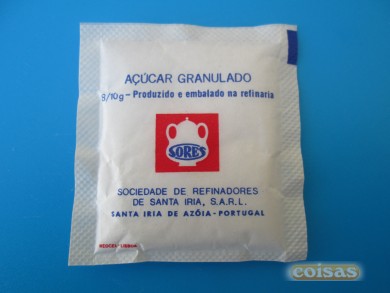 AÇÚCAR GRANULADO
8/10g - Produzido e embalado na refinaria
SORES
SOCIEDADE DE REFINADORES
DE SANTA IRIA, S.A.R.L.
SANTA IRIA DE AZÓIA - PORTUGAL
coisas